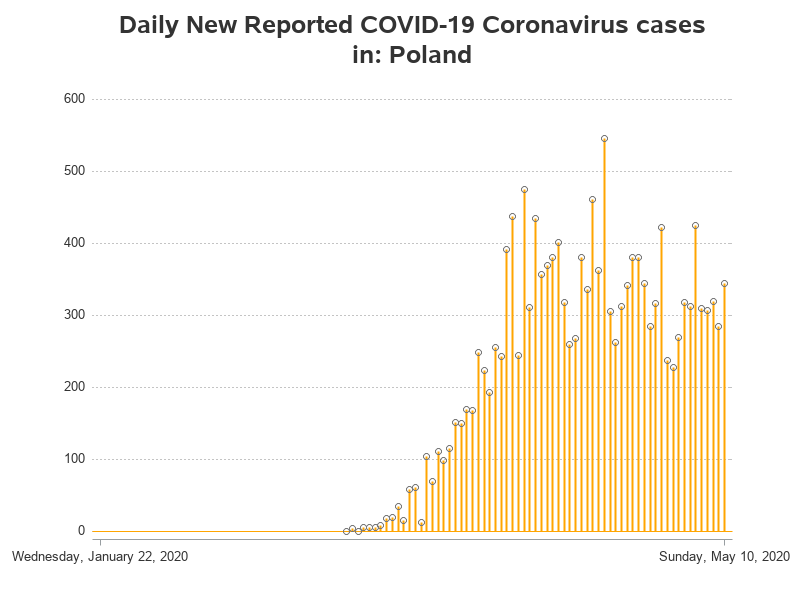 Daily New Reported COVID-19 Coronavirus cases
in: Poland
600
500
400
300
200
100
0
Wednesday, January 22, 2020
Sunday, May 10, 2020